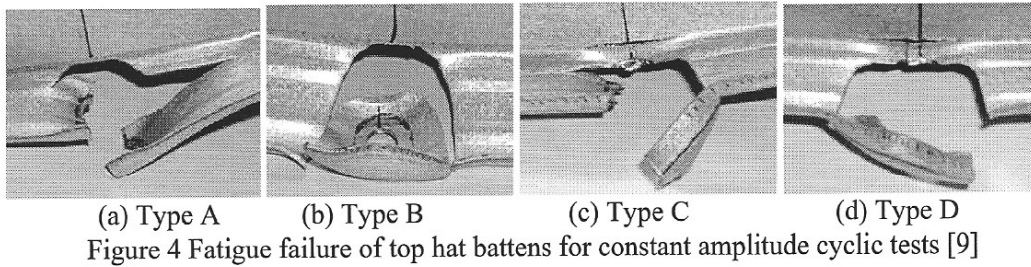 (a) Type A (b) Type B (c) Type C (d) Type D
Figure 4 Fatigue failure of top hat battens for constant amplitude cyclic tests [9]